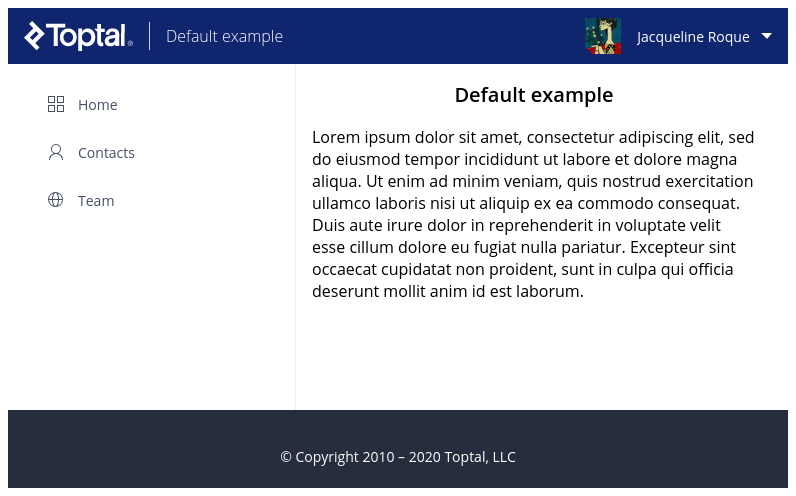 Toptal®
Default example
Jacqueline Roque
Home
Contacts
Team
Default example
Lorem ipsum dolor sit amet, consectetur adipiscing elit, sed
do eiusmod tempor incididunt ut labore et dolore magna
aliqua. Ut enim ad minim veniam, quis nostrud exercitation
ullamco laboris nisi ut aliquip ex ea commodo consequat.
Duis aute irure dolor in reprehenderit in voluptate velit
esse cillum dolore eu fugiat nulla pariatur. Excepteur sint
occaecat cupidatat non proident, sunt in culpa qui officia
deserunt mollit anim id est laborum.
© Copyright 2010 – 2020 Toptal, LLC